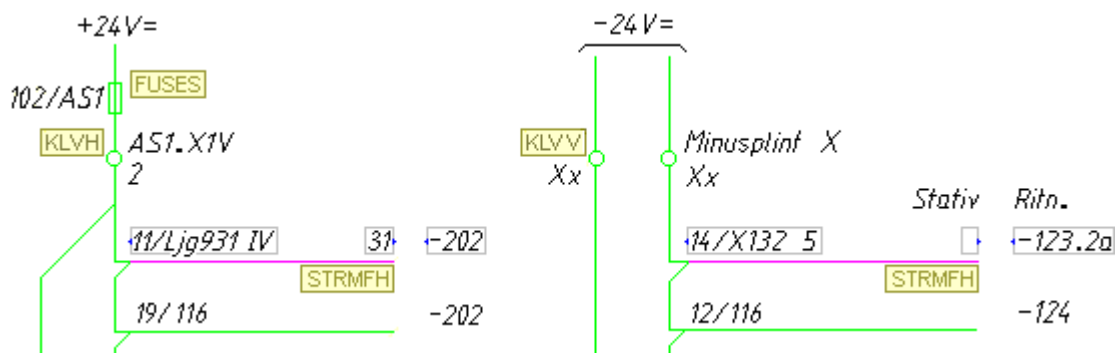 +24V= -24V=
102/AS1 FUSES
KLVH AS1.X1V KLVV Minusplint X
2 Xx Xx
Stativ Ritn.
11/Ljg931 IV 31 -202 14/X132 5 -123.2a
STRMFH STRMFH
19/116 -202 12/116 -124